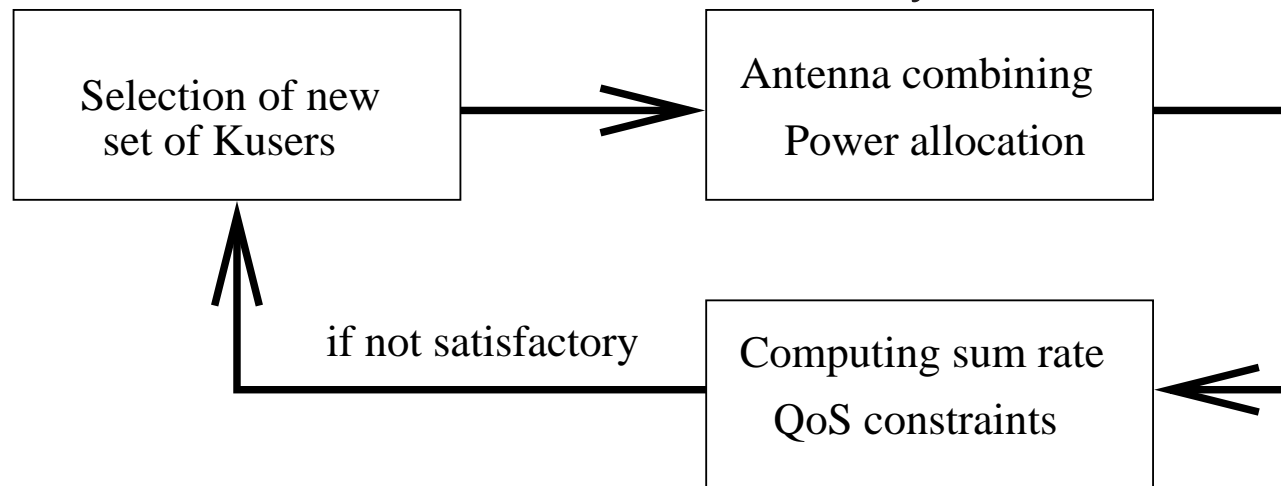 Selection of new
set of Kusers
Antenna combining
Power allocation
if not satisfactory
Computing sum rate
QoS constraints